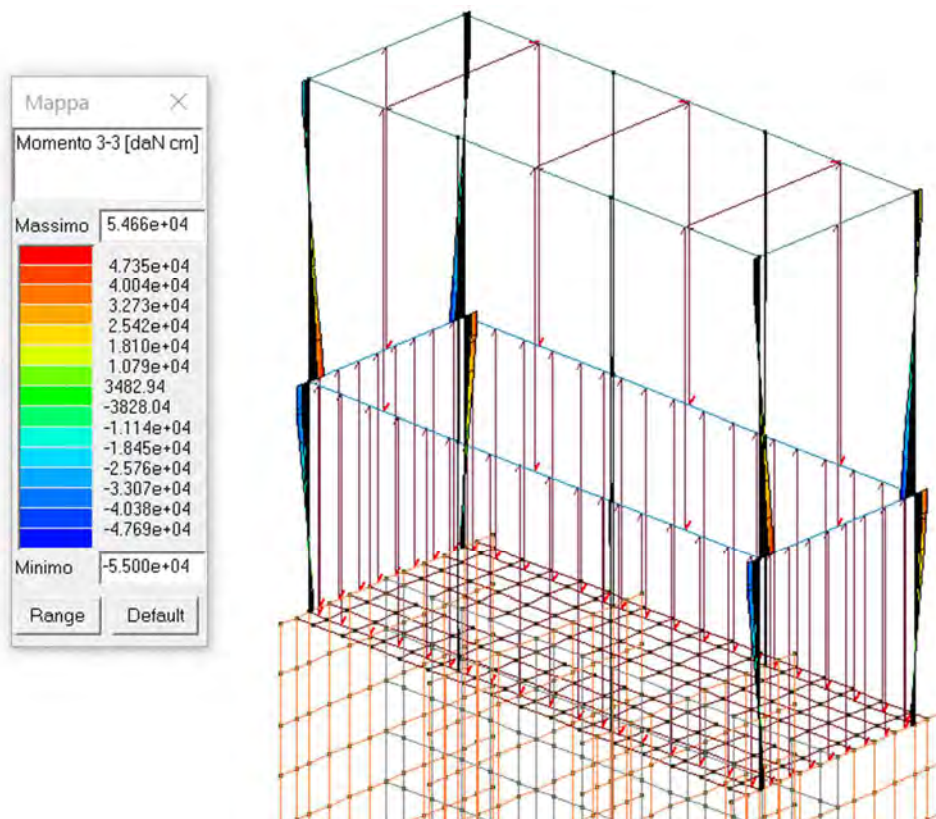 Mappa
Momento 3-3 [daN cm]
Massimo 5.466e+04
4.735e+04
4.004e+04
3.273e+04
2.542e+04
1.810e+04
1.079e+04
3482.94
-3828.04
-1.114e+04
-1.845e+04
-2.576e+04
-3.307e+04
-4.038e+04
-4.769e+04
Minimo -5.500e+04
Range Default